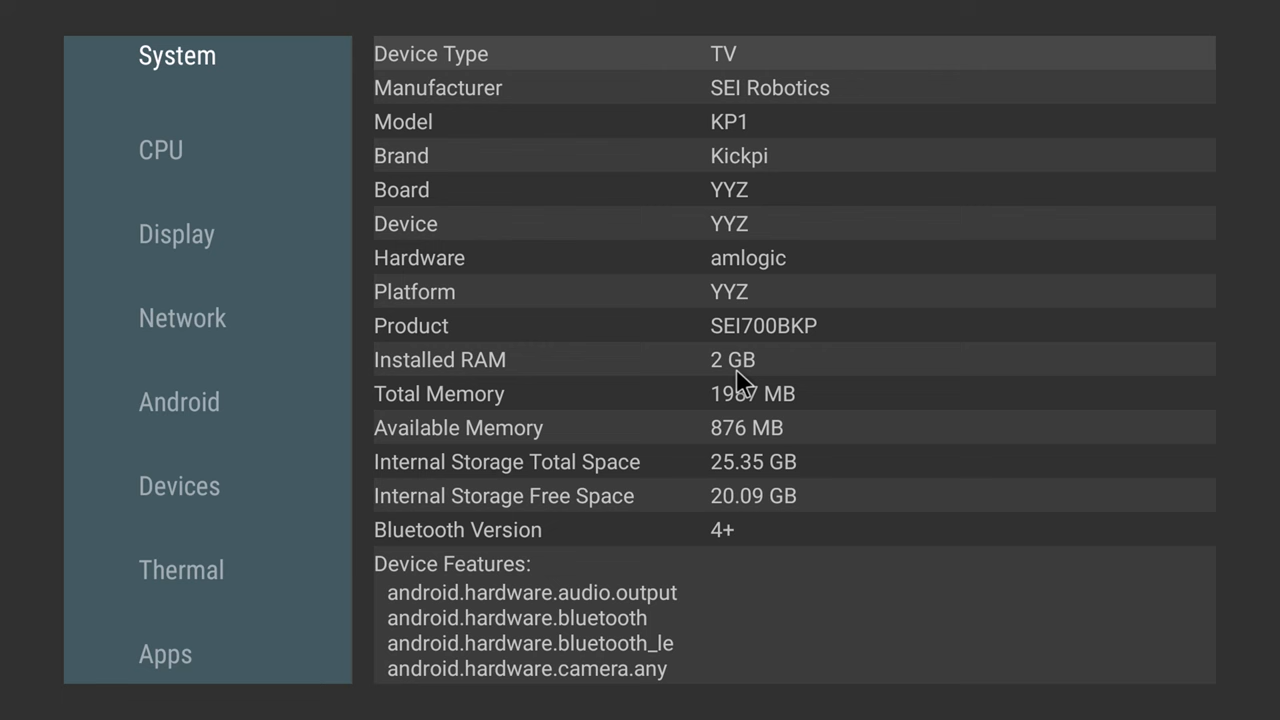 System
CPU
Display
Network
Android
Devices
Thermal
Apps
Device Type TV
Manufacturer SEI Robotics
Model KP1
Brand Kickpi
Board YYZ
Device YYZ
Hardware amlogic
Platform YYZ
Product SEI700BKP
Installed RAM 2 GB
Total Memory MB
Available Memory 876 MB
Internal Storage Total Space 25.35 GB
Internal Storage Free Space 20.09 GB
Bluetooth Version 4+
Device Features:
android.hardware.audio.output
android.hardware.bluetooth
android.hardware.bluetooth_le
android.hardware.camera.any